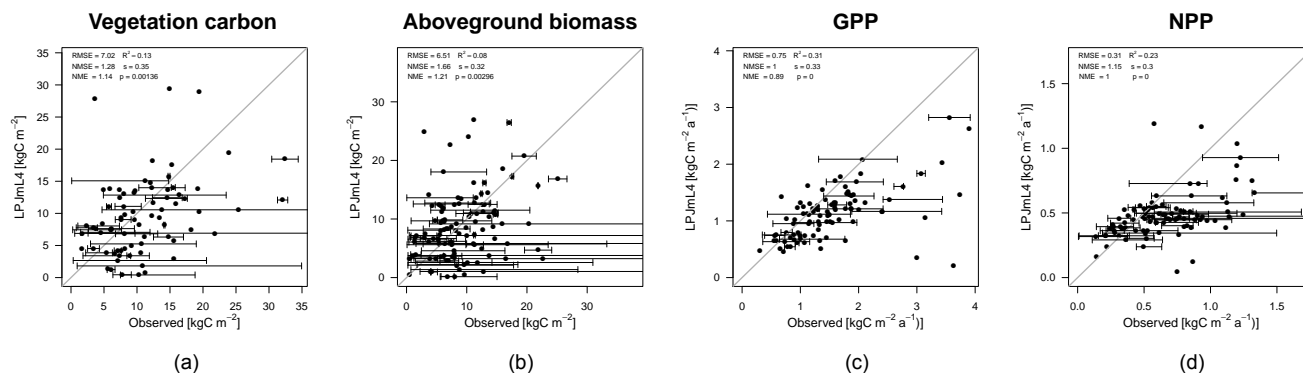 Vegetation carbon
RMSE = 7.02 R² = 0.13
NMSE = 1.28 s = 0.35
NME = 1.14 p = 0.00136
35
30
25
20
15
10
5
0
LPJmL4 [kgC m⁻²]
0 5 10 15 20 25 30 35
Observed [kgC m⁻²]
(a)
Aboveground biomass
RMSE = 6.51 R² = 0.08
NMSE = 1.66 s = 0.32
NME = 1.21 p = 0.00296
30
20
10
0
LPJmL4 [kgC m⁻²]
0 10 20 30
Observed [kgC m⁻²]
(b)
GPP
RMSE = 0.75 R² = 0.31
NMSE = 1 s = 0.33
NME = 0.89 p = 0
4
3
2
1
0
LPJmL4 [kgC m⁻² a⁻¹)]
0 1 2 3 4
Observed [kgC m⁻² a⁻¹)]
(c)
NPP
RMSE = 0.31 R² = 0.23
NMSE = 1.15 s = 0.3
NME = 1 p = 0
1.5
1.0
0.5
0.0
LPJmL4 [kgC m⁻² a⁻¹)]
0.0 0.5 1.0 1.5
Observed [kgC m⁻² a⁻¹)]
(d)